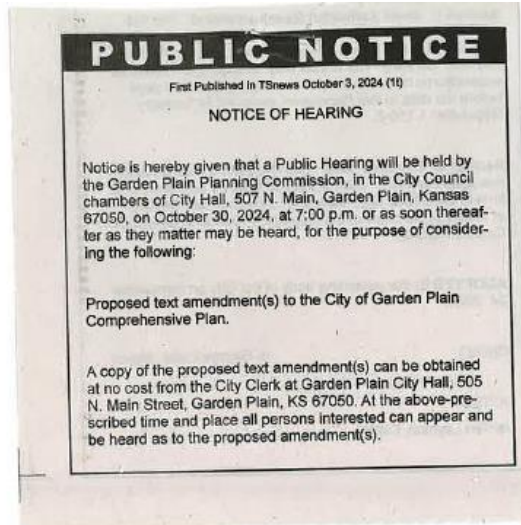 PUBLIC NOTICE
First Published in TSnews October 3, 2024 (1t)
NOTICE OF HEARING
Notice is hereby given that a Public Hearing will be held by
the Garden Plain Planning Commission, in the City Council
chambers of City Hall, 507 N. Main, Garden Plain, Kansas
67050, on October 30, 2024, at 7:00 p.m. or as soon thereaf-
ter as they matter may be heard, for the purpose of consider-
ing the following:
Proposed text amendment(s) to the City of Garden Plain
Comprehensive Plan.
A copy of the proposed text amendment(s) can be obtained
at no cost from the City Clerk at Garden Plain City Hall, 505
N. Main Street, Garden Plain, KS 67050. At the above-pre-
scribed time and place all persons interested can appear and
be heard as to the proposed amendment(s).